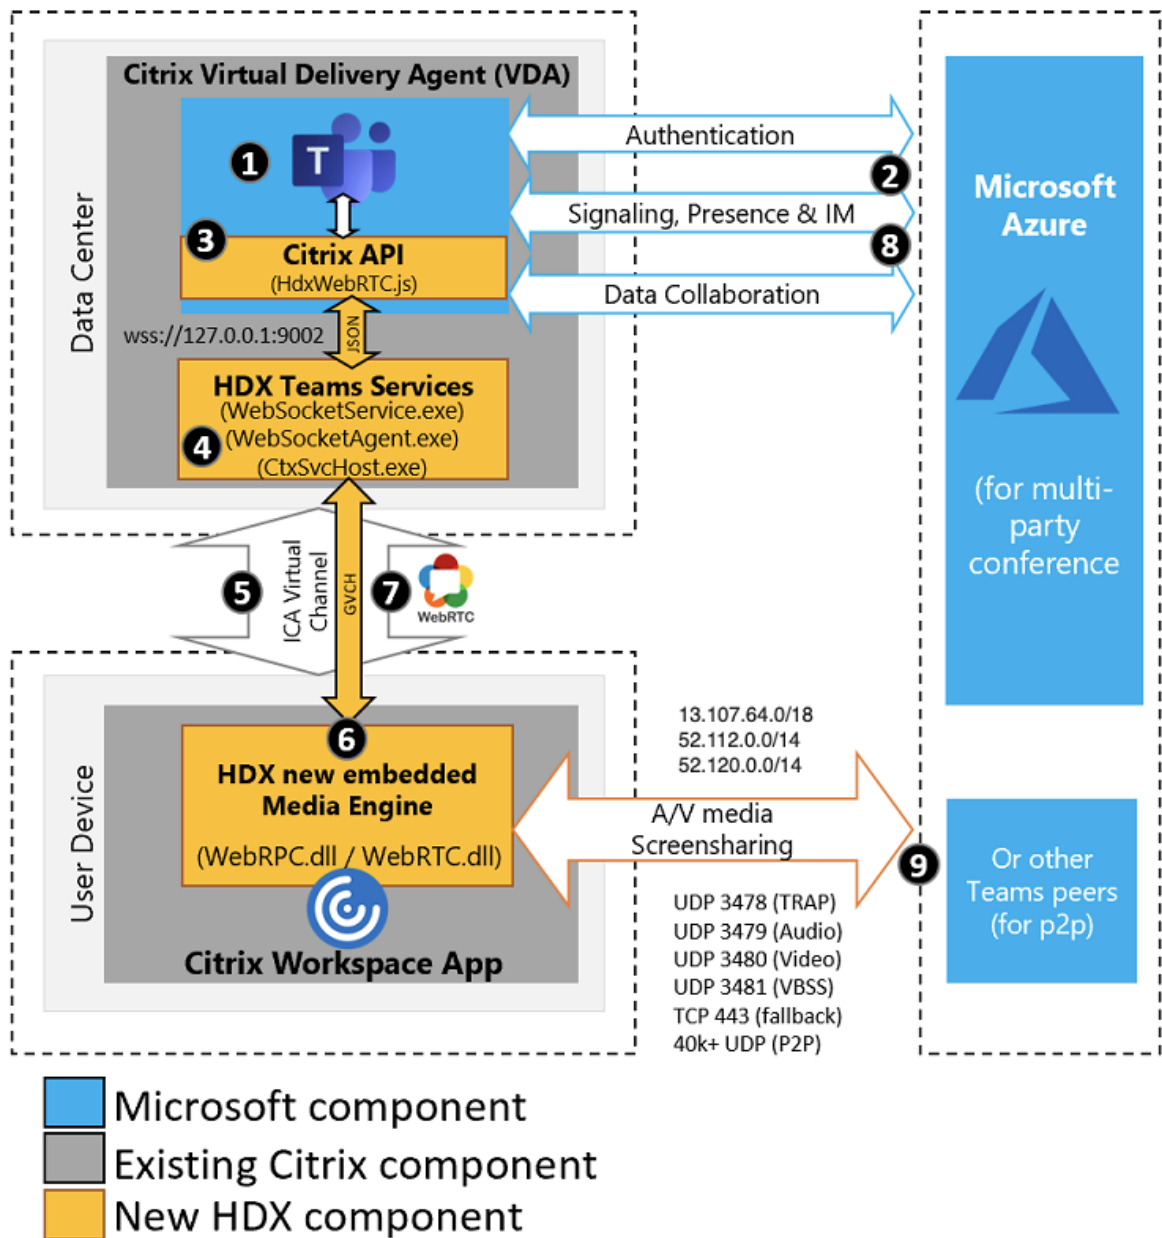 Citrix Virtual Delivery Agent (VDA)
1
T
Authentication
2
Microsoft
Azure
Signaling, Presence & IM
3
Citrix API
(HdxWebRTC.js)
8
Data Collaboration
Data Center
wss://127.0.0.1:9002
JSON
HDX Teams Services
(WebSocketService.exe)
4
(WebSocketAgent.exe)
(CtxSvcHost.exe)
(for multi-
party
conference
5
ICA Virtual
Channel
GVCH
7
WebRTC
6
HDX new embedded
Media Engine
(WebRPC.dll / WebRTC.dll)
User Device
Citrix Workspace App
13.107.64.0/18
52.112.0.0/14
52.120.0.0/14
A/V media
Screensharing
9
Or other
Teams peers
(for p2p)
UDP 3478 (TRAP)
UDP 3479 (Audio)
UDP 3480 (Video)
UDP 3481 (VBSS)
TCP 443 (fallback)
40k+ UDP (P2P)
Microsoft component
Existing Citrix component
New HDX component